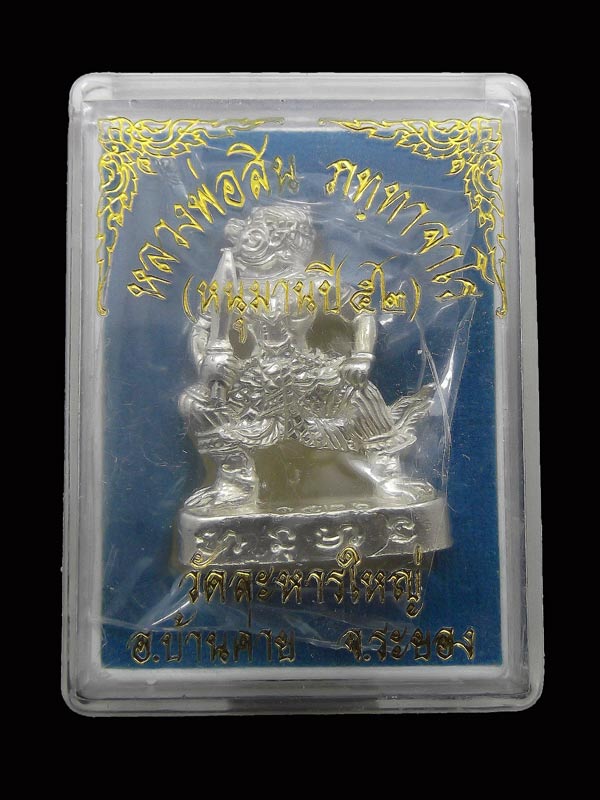 หลวงพ่อสิน ภทฺทาจาโร
(หนุมานปี ๕๒)
วัดละหารใหญ่
อ.บ้านค่าย จ.ระยอง